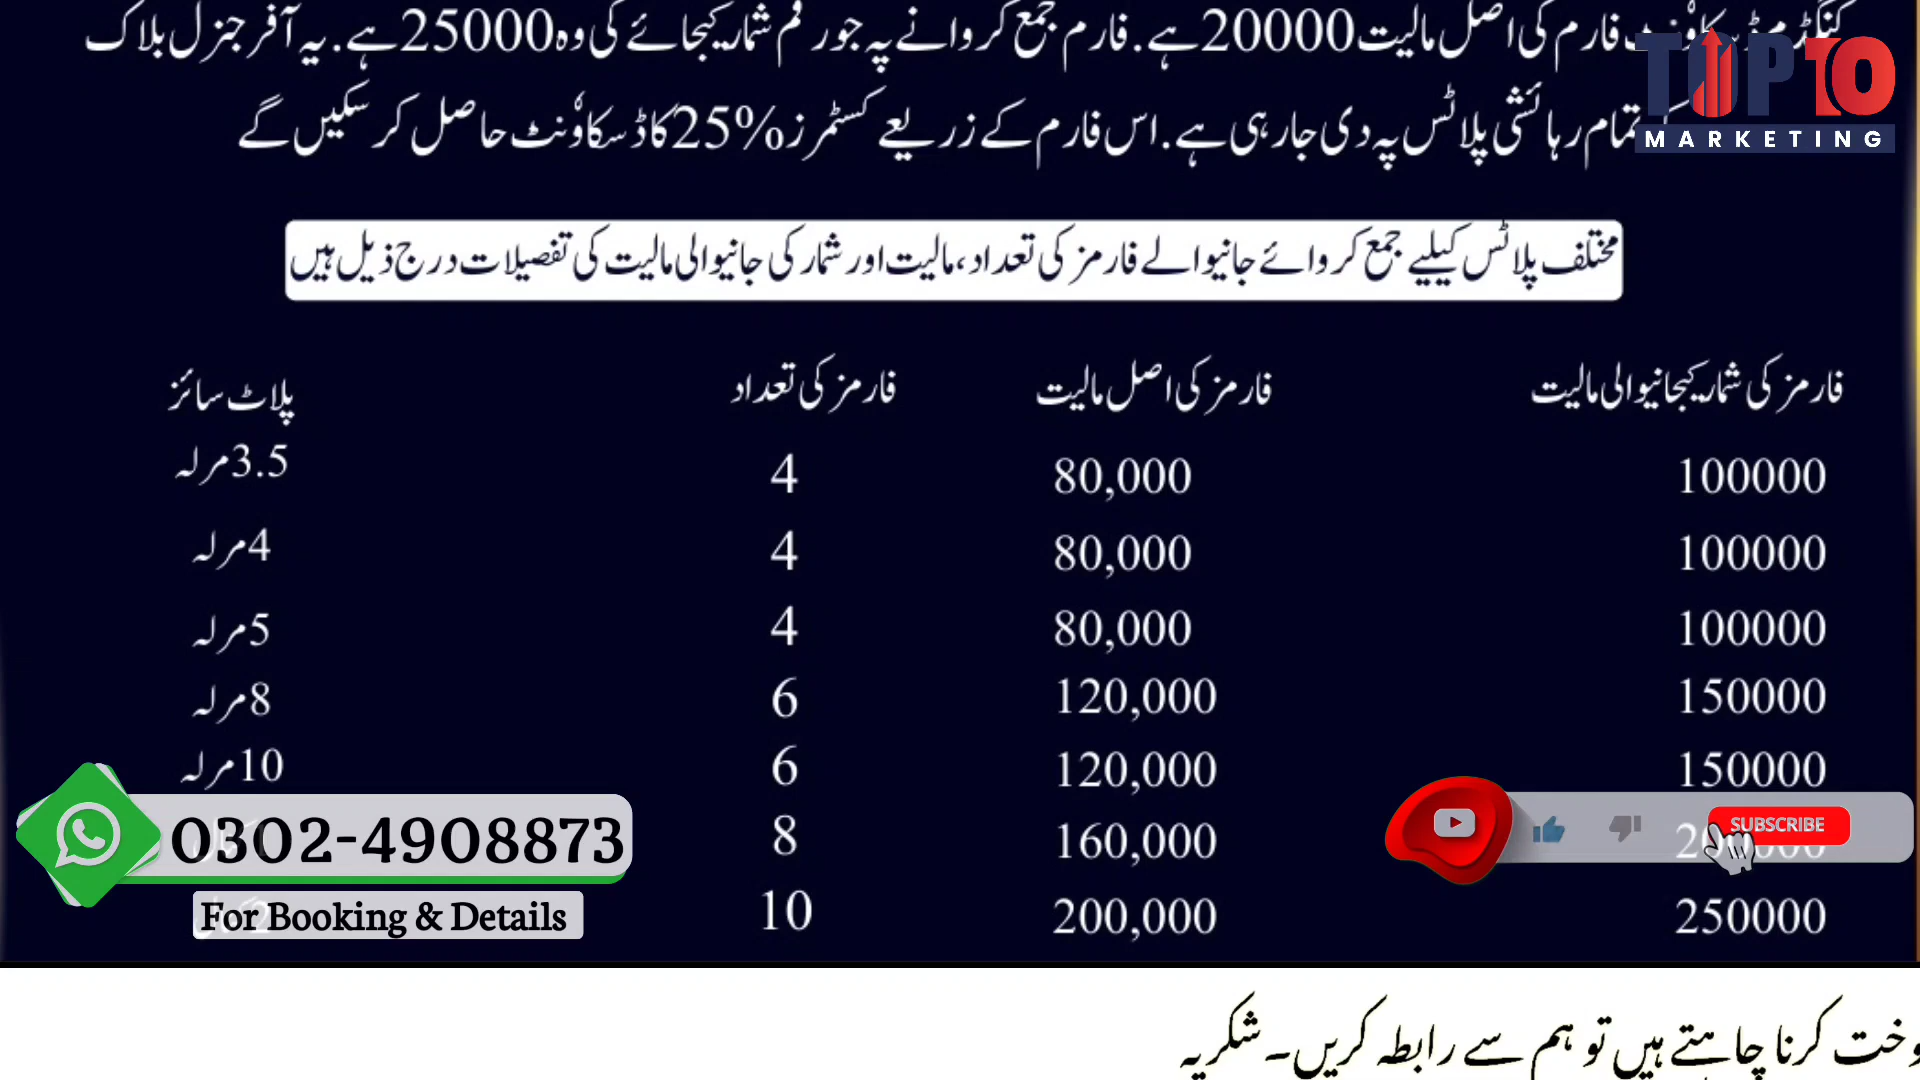 کنگڈم ڈسکاؤنٹ فارم کی اصل مالیت 20000 ہے. فارم جمع کروانے پہ جو رقم شمار کیجائے گی وہ 25000 ہے. یہ آفر جنرل بلاک
تمام رہائشی پلاٹس پہ دی جا رہی ہے. اس فارم کے زریعے کسٹمرز 25% کا ڈسکاؤنٹ حاصل کر سکیں گے
TOP10
MARKETING
مختلف پلاٹس کیلیے جمع کروائے جانیوالے فارمز کی تعداد، مالیت اور شمار کی جانیوالی مالیت کی تفصیلات درج ذیل ہیں
فارمز کی شمار کیجانیوالی مالیت فارمز کی اصل مالیت فارمز کی تعداد پلاٹ سائز
100000 80,000 4 3.5 مرلہ
100000 80,000 4 4 مرلہ
100000 80,000 4 5 مرلہ
150000 120,000 6 8 مرلہ
150000 120,000 6 10 مرلہ
160,000 8
250000 200,000 10
0302-4908873
For Booking & Details
SUBSCRIBE
کرنا چاہتے ہیں تو ہم سے رابطہ کریں۔ شکریہ